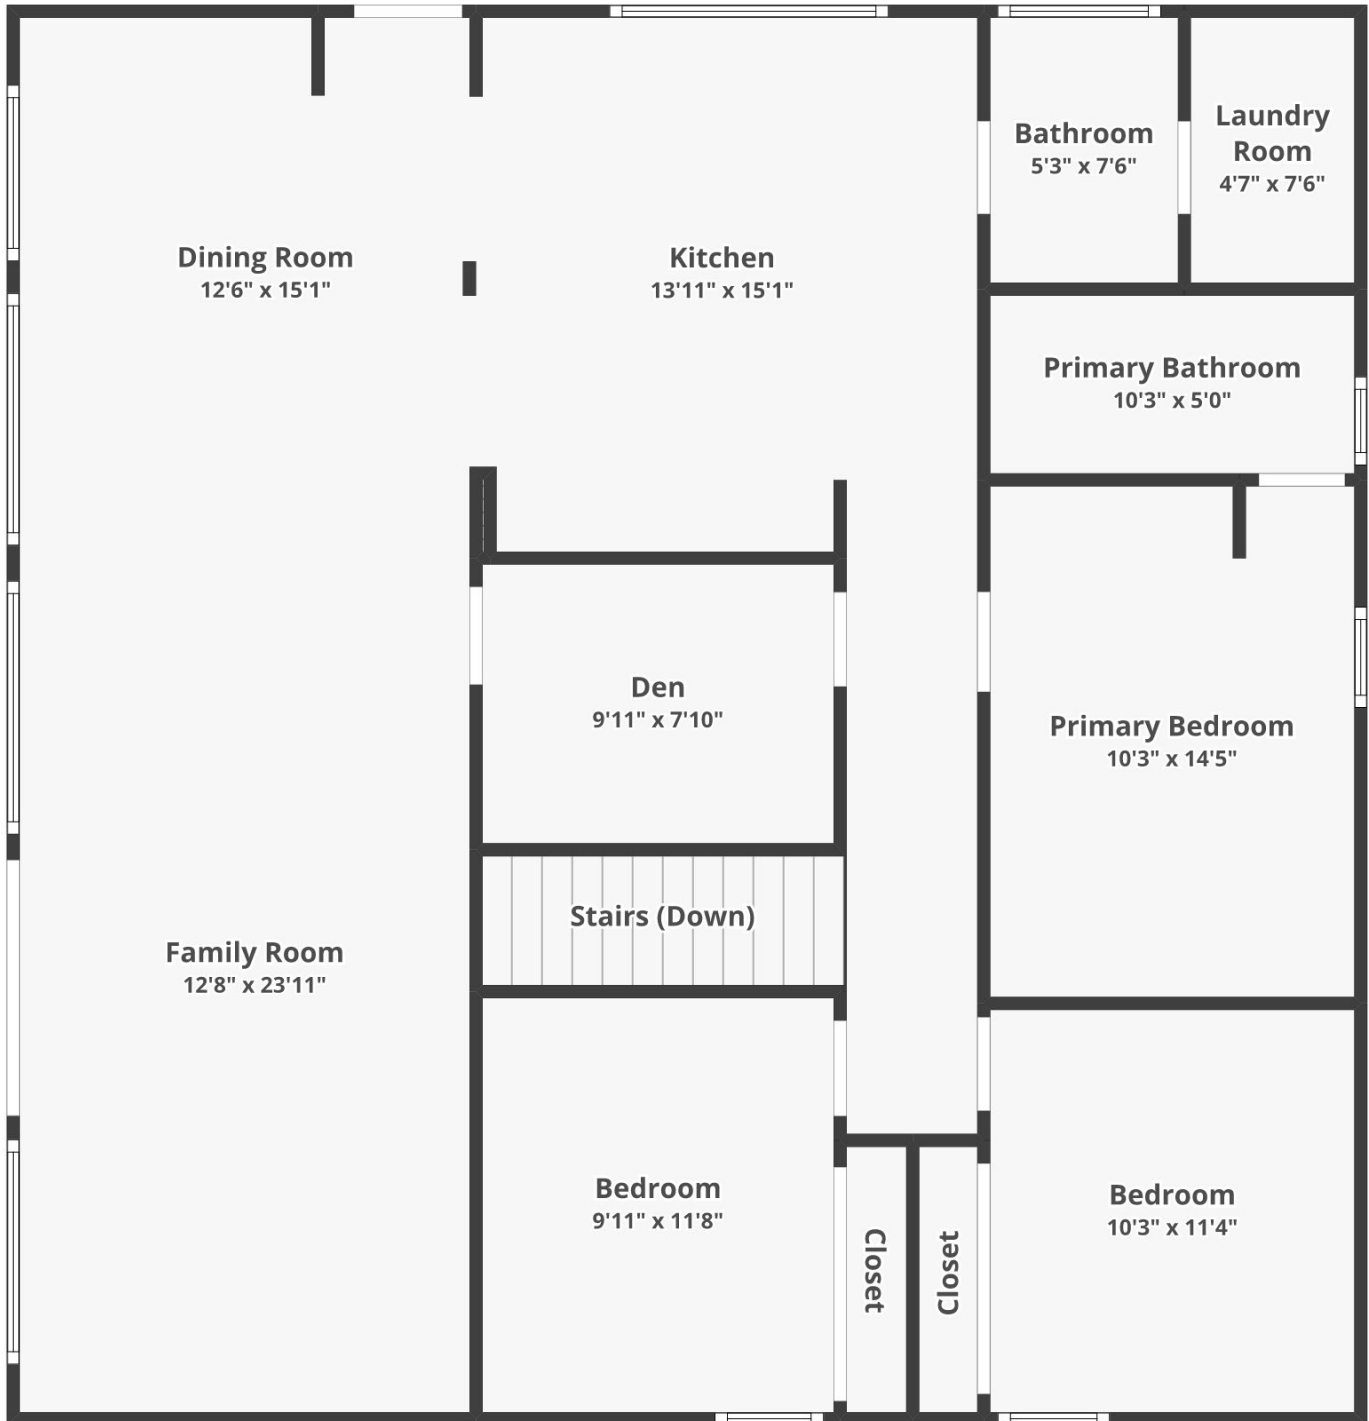 Bathroom
5'3" x 7'6"
Laundry
Room
4'7" x 7'6"
Dining Room
12'6" x 15'1"
Kitchen
13'11" x 15'1"
Primary Bathroom
10'3" x 5'0"
Den
9'11" x 7'10"
Primary Bedroom
10'3" x 14'5"
Stairs (Down)
Family Room
12'8" x 23'11"
Bedroom
9'11" x 11'8"
Closet
Closet
Bedroom
10'3" x 11'4"